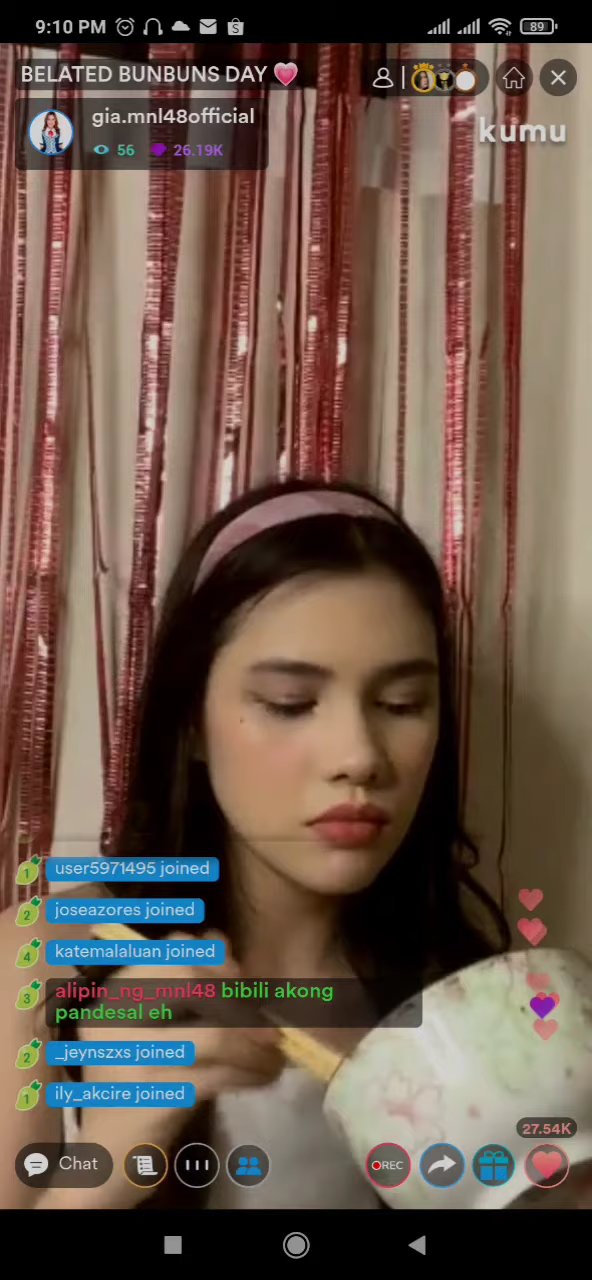 9:10 PM
89
BELATED BUNBUNS DAY
gia.mnl48official
56 26.19K
kumu
user5971495 joined
joseazores joined
katemalaluan joined
alipin_ng_mnl48 bibili akong
pandesal eh
_jeynszxs joined
ily_akcire joined
1
2
4
3
2
1
27.54K
Chat
REC